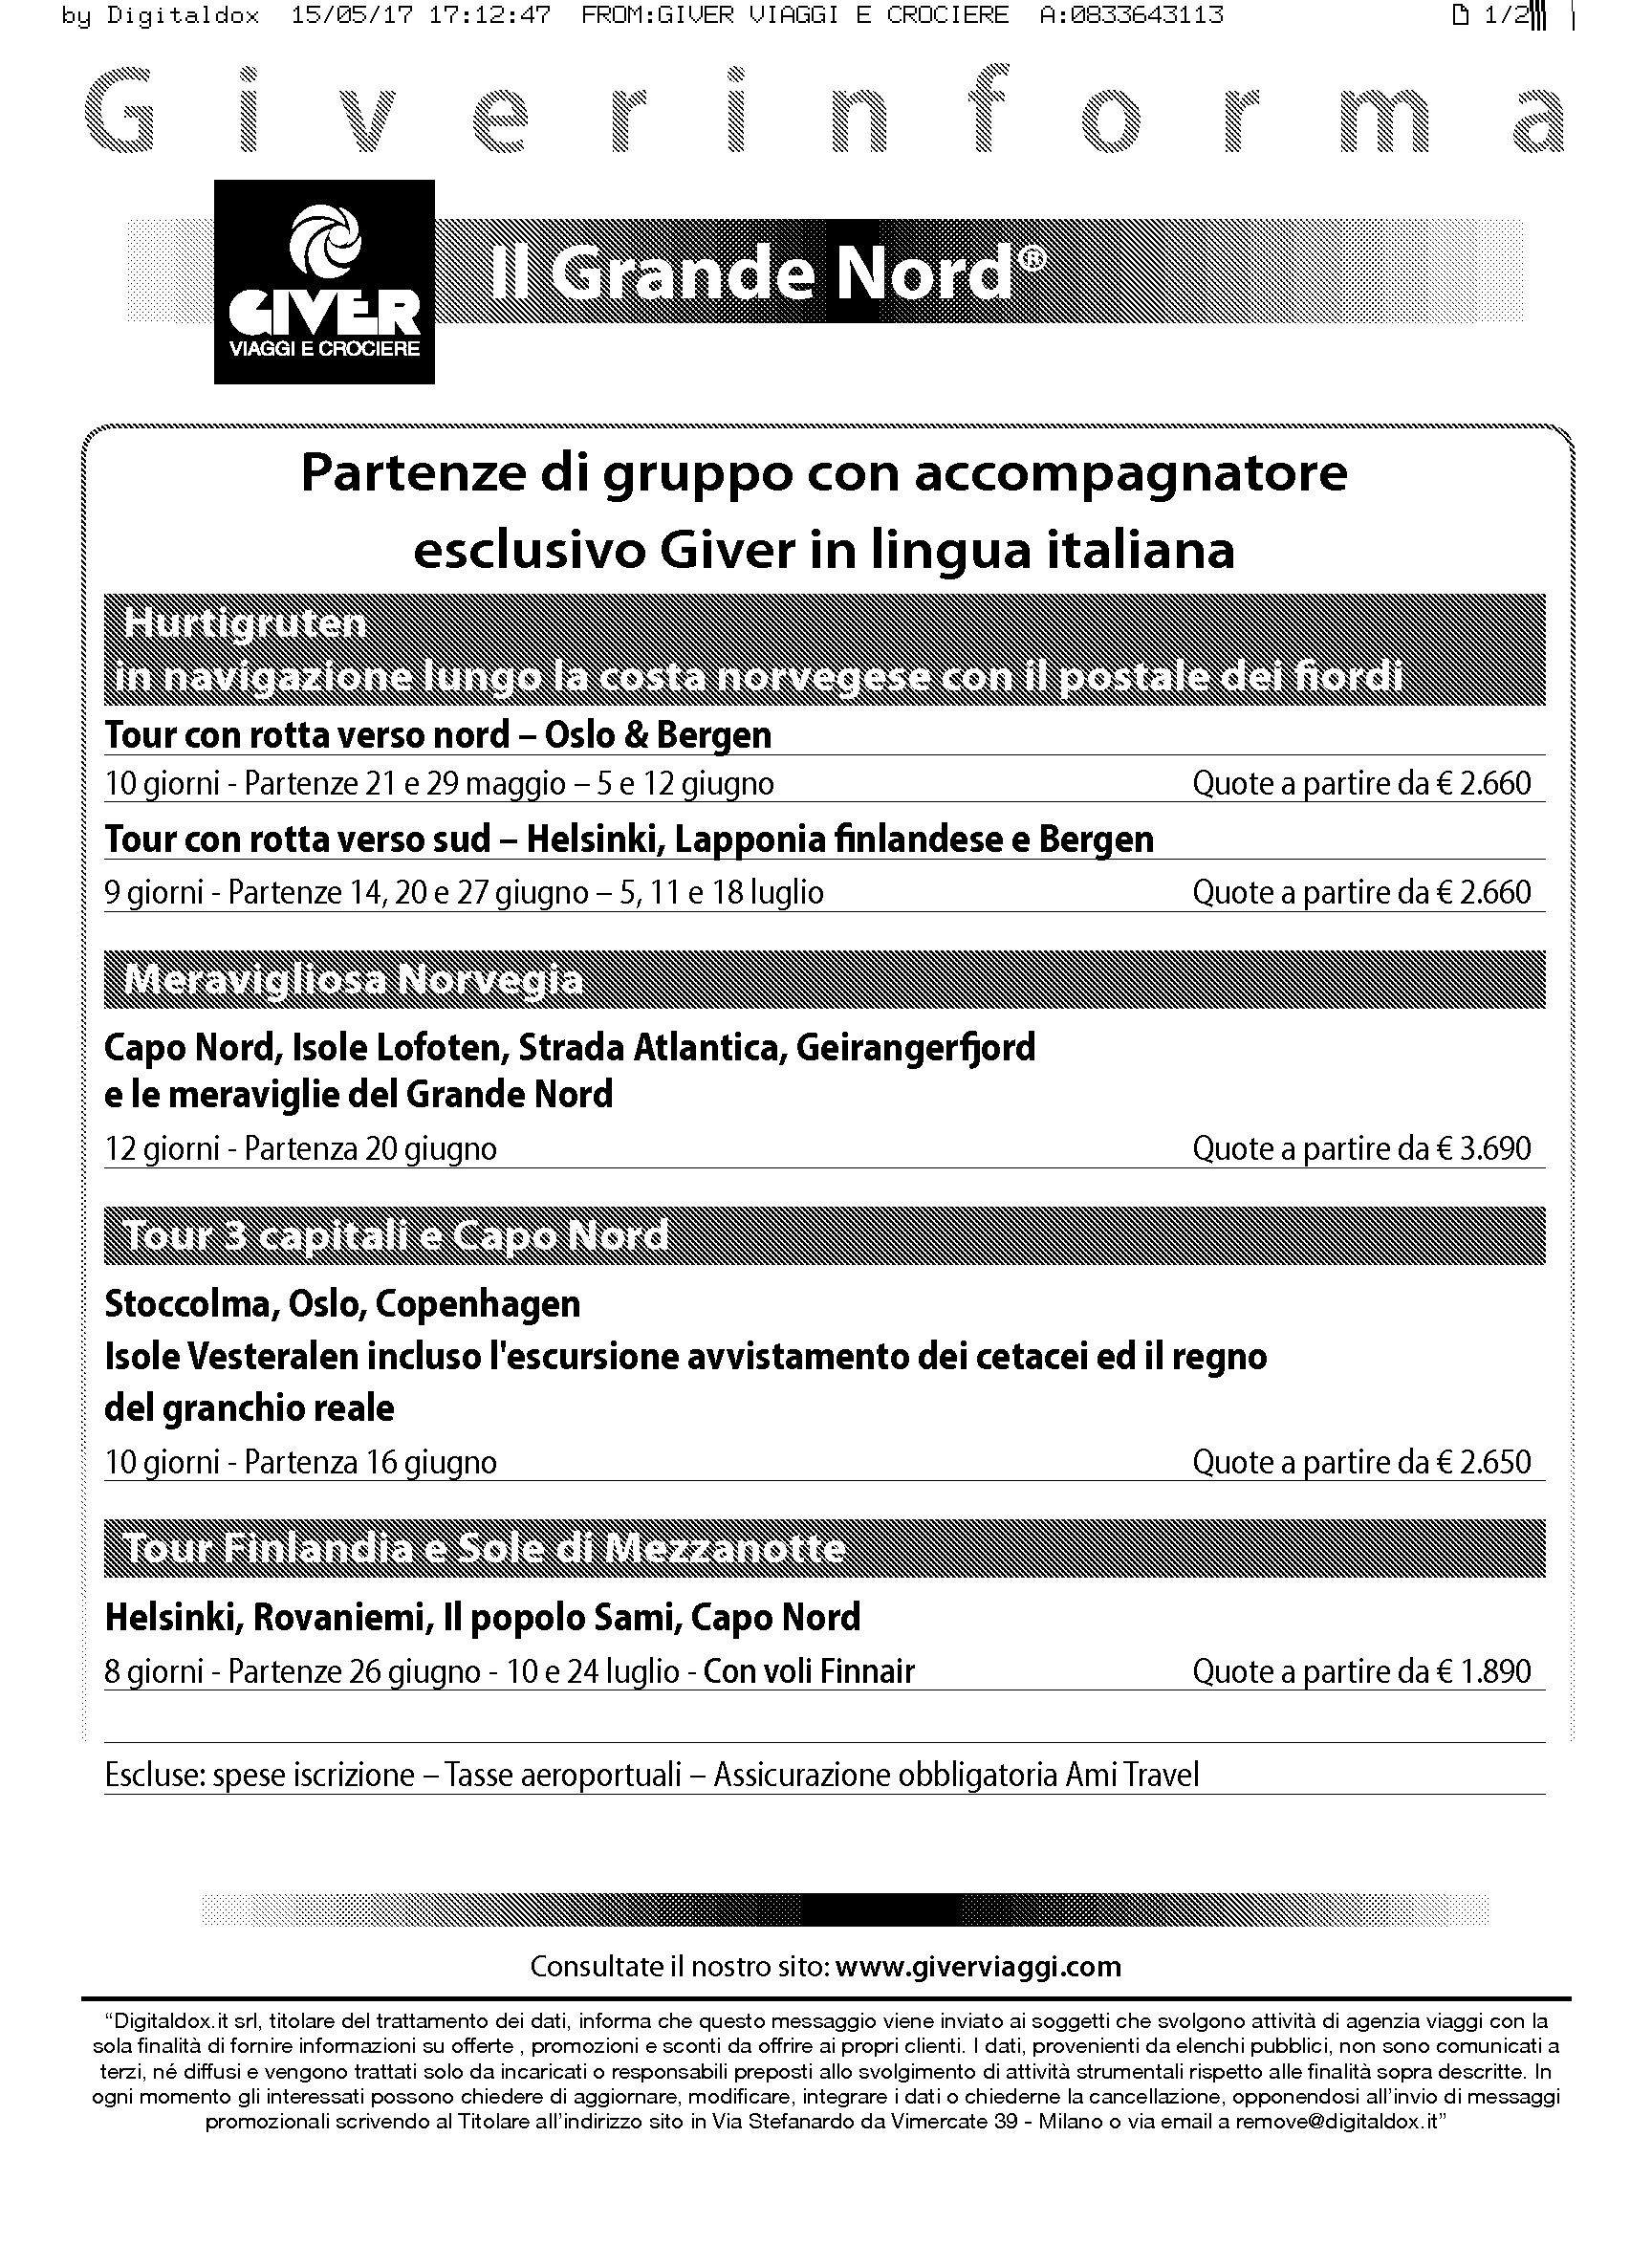 by Digitaldox 15/05/17 17:12:47 FROM:GIVER VIAGGI E CROCIERE A:0833643113 1/2
Giverinforma
GIVER
VIAGGI E CROCIERE
Il Grande Nord®
Partenze di gruppo con accompagnatore
esclusivo Giver in lingua italiana
Hurtigruten
in navigazione lungo la costa norvegese con il postale dei fiordi
Tour con rotta verso nord – Oslo & Bergen
10 giorni - Partenze 21 e 29 maggio – 5 e 12 giugno Quote a partire da € 2.660
Tour con rotta verso sud – Helsinki, Lapponia finlandese e Bergen
9 giorni - Partenze 14, 20 e 27 giugno – 5, 11 e 18 luglio Quote a partire da € 2.660
Meravigliosa Norvegia
Capo Nord, Isole Lofoten, Strada Atlantica, Geirangerfjord
e le meraviglie del Grande Nord
12 giorni - Partenza 20 giugno Quote a partire da € 3.690
Tour 3 capitali e Capo Nord
Stoccolma, Oslo, Copenhagen
Isole Vesteralen incluso l'escursione avvistamento dei cetacei ed il regno
del granchio reale
10 giorni - Partenza 16 giugno Quote a partire da € 2.650
Tour Finlandia e Sole di Mezzanotte
Helsinki, Rovaniemi, Il popolo Sami, Capo Nord
8 giorni - Partenze 26 giugno - 10 e 24 luglio - Con voli Finnair Quote a partire da € 1.890
Escluse: spese iscrizione – Tasse aeroportuali – Assicurazione obbligatoria Ami Travel
Consultate il nostro sito: www.giverviaggi.com
“Digitaldox.it srl, titolare del trattamento dei dati, informa che questo messaggio viene inviato ai soggetti che svolgono attività di agenzia viaggi con la
sola finalità di fornire informazioni su offerte , promozioni e sconti da offrire ai propri clienti. I dati, provenienti da elenchi pubblici, non sono comunicati a
terzi, né diffusi e vengono trattati solo da incaricati o responsabili preposti allo svolgimento di attività strumentali rispetto alle finalità sopra descritte. In
ogni momento gli interessati possono chiedere di aggiornare, modificare, integrare i dati o chiederne la cancellazione, opponendosi all’invio di messaggi
promozionali scrivendo al Titolare all’indirizzo sito in Via Stefanardo da Vimercate 39 - Milano o via email a remove@digitaldox.it”